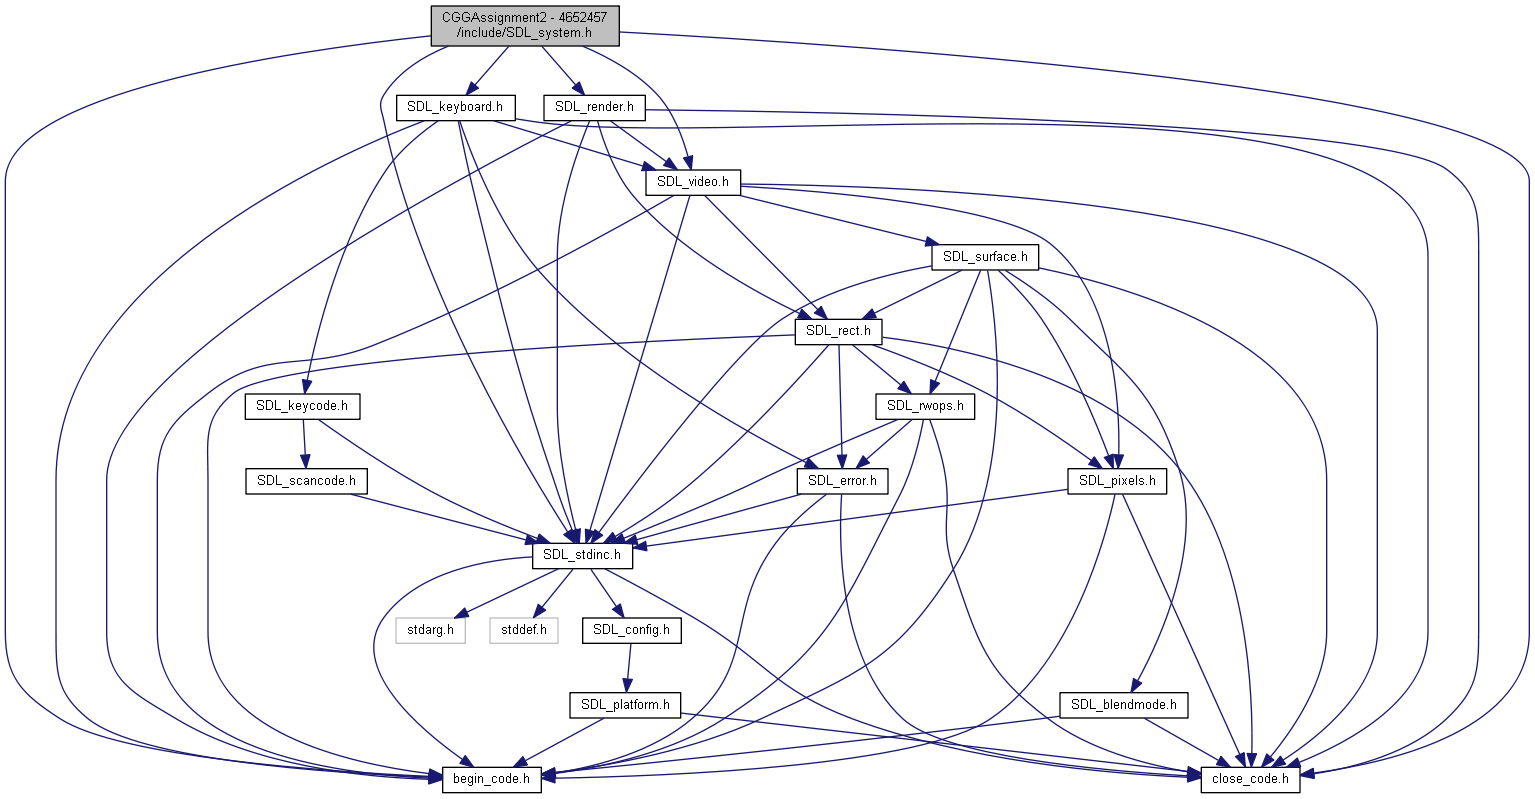 CGGAssignment2 - 4652457
/include/SDL_system.h
SDL_keyboard.h
SDL_render.h
SDL_video.h
SDL_surface.h
SDL_rect.h
SDL_keycode.h
SDL_rwops.h
SDL_scancode.h
SDL_error.h
SDL_pixels.h
SDL_stdinc.h
stdarg.h
stddef.h
SDL_config.h
SDL_platform.h
SDL_blendmode.h
begin_code.h
close_code.h